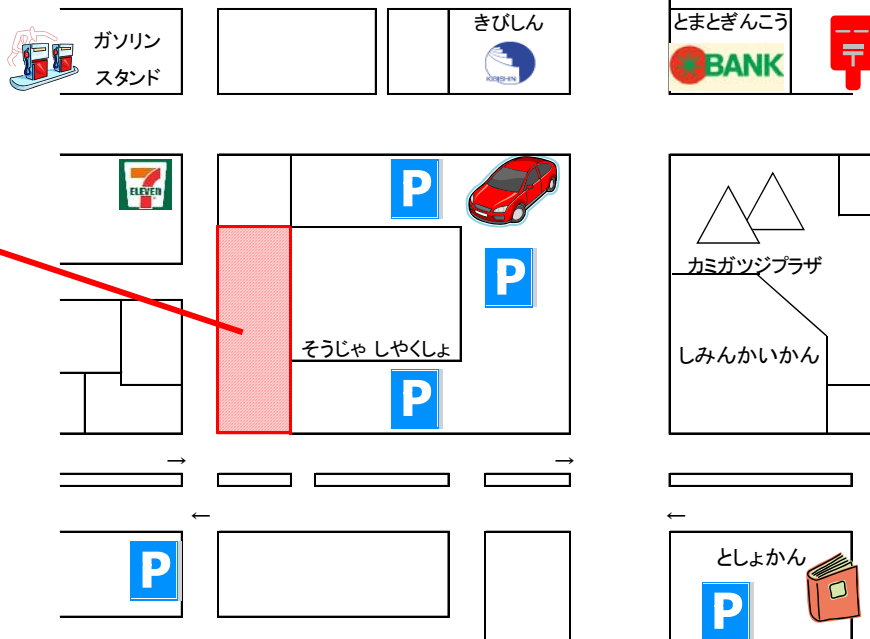 ガソリン
スタンド
きびしん
KIBISHIN
とまとぎんこう
BANK
〒
7
ELEVEN
P
P
カミガツジプラザ
そうじゃ しやくしょ
しみんかいかん
P
→
→
←
←
としょかん
P
P